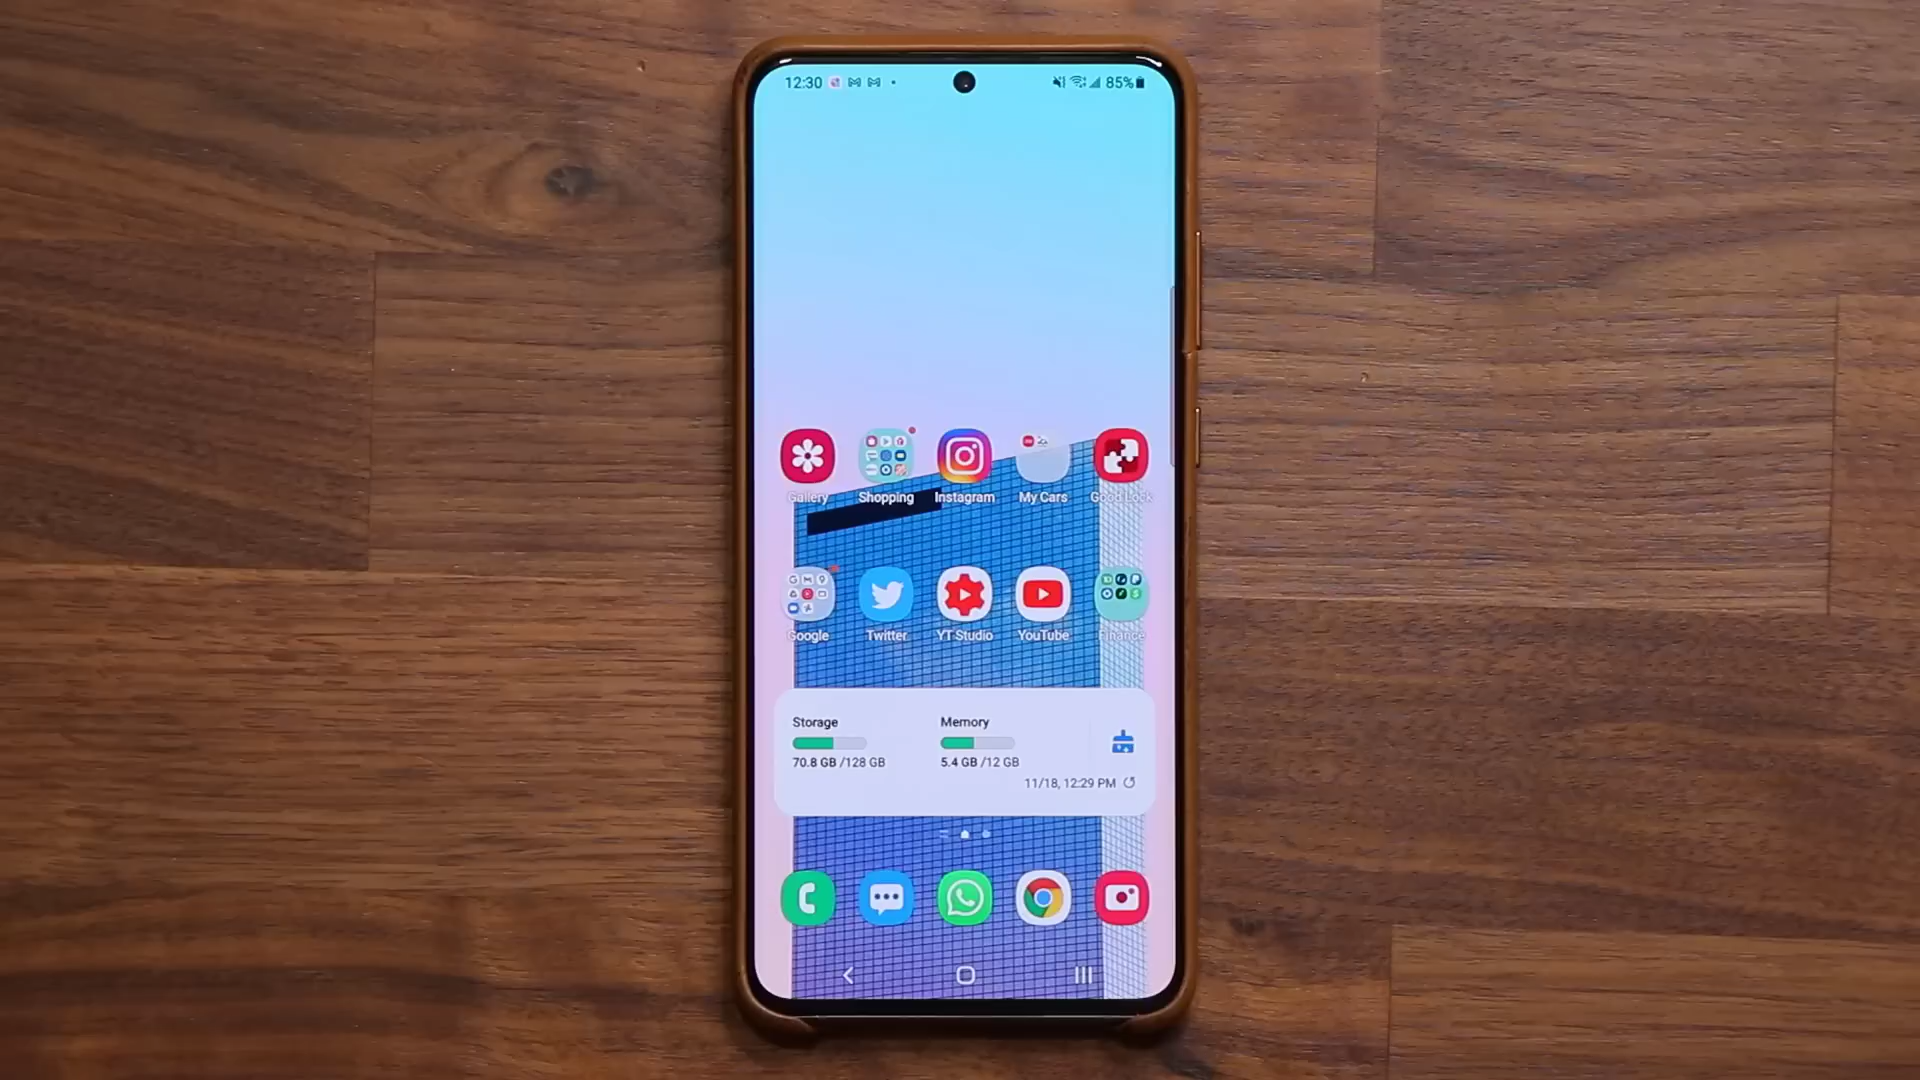 12:30 85%
Gallery Shopping Instagram My Cars Good Lock
Google Twitter YT Studio YouTube Finance
Storage Memory
70.8 GB /128 GB 5.4 GB /12 GB
11/18, 12:29 PM